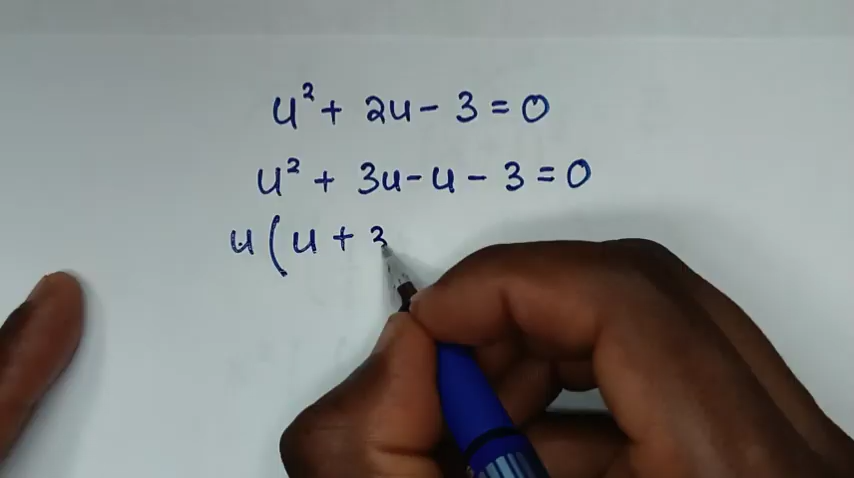 u² + 2u - 3 = 0
u² + 3u - u - 3 = 0
u(u + 3